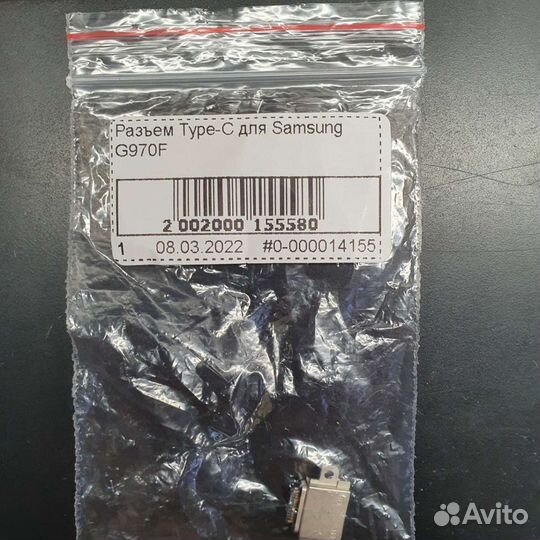 Разъем Type-C для Samsung
G970F
2 002000 155580
1 08.03.2022 #0-000014155
Avito